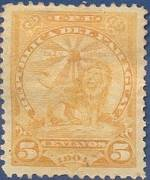 REPUBLICA DEL PARAGUAY
CENTAVOS
5 1904 5